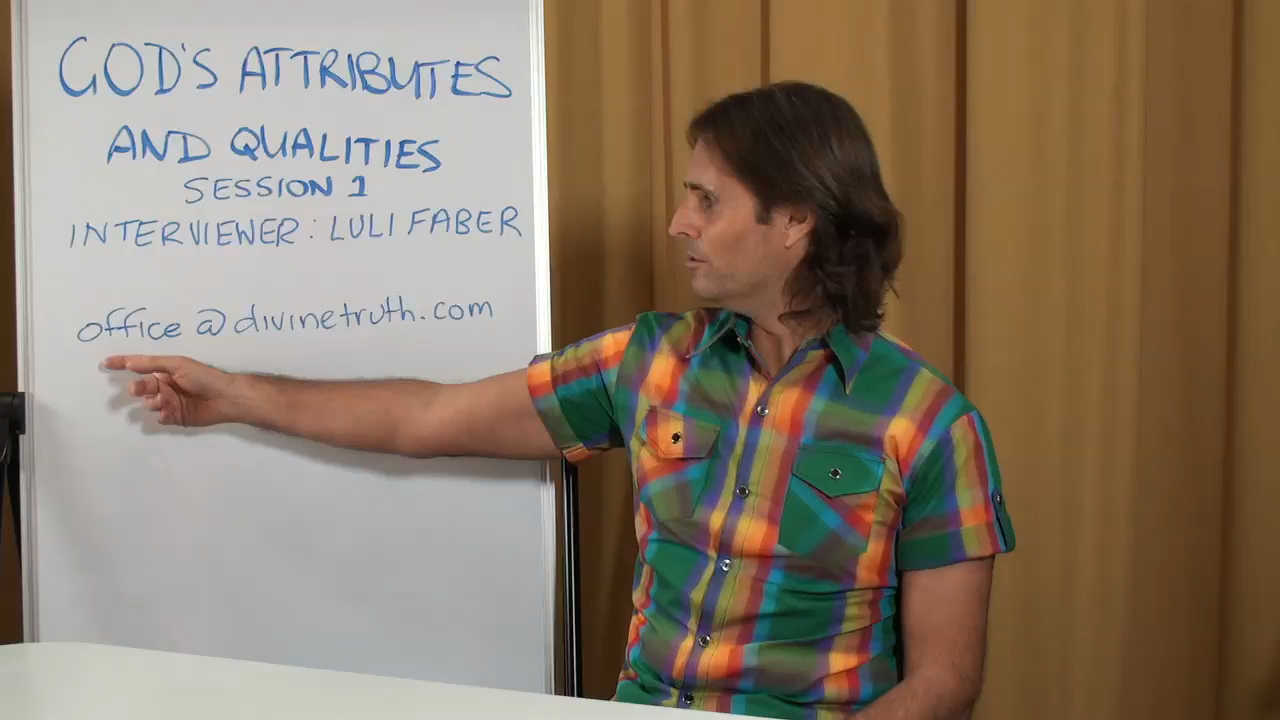 GOD'S ATTRIBUTES
AND QUALITIES
SESSION 1
INTERVIEWER: LULI FABER
office@divinetruth.com